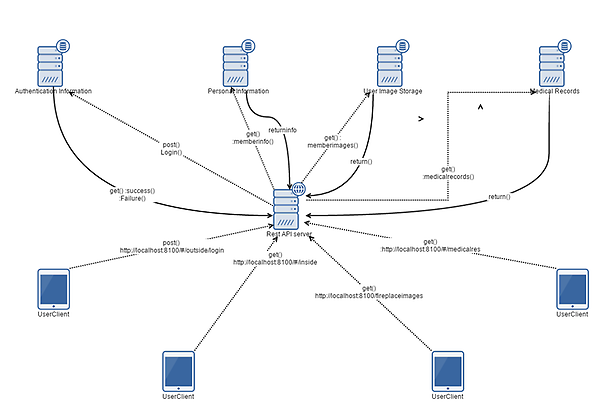 Authentication Information
Personal Information
User Image Storage
Medical Records
post()
Login()
get()
:memberinfo()
returninfo
get()
memberimages()
return()
get()
:medicalrecords()
return()
get() :success()
:Failure()
Rest API server
post()
http://localhost:8100/#/outside/login
get()
http://localhost:8100/#/inside
get()
http://localhost:8100/fireplaceimages
get()
:http://localhost:8100/#/medicalres
UserClient
UserClient
UserClient
UserClient